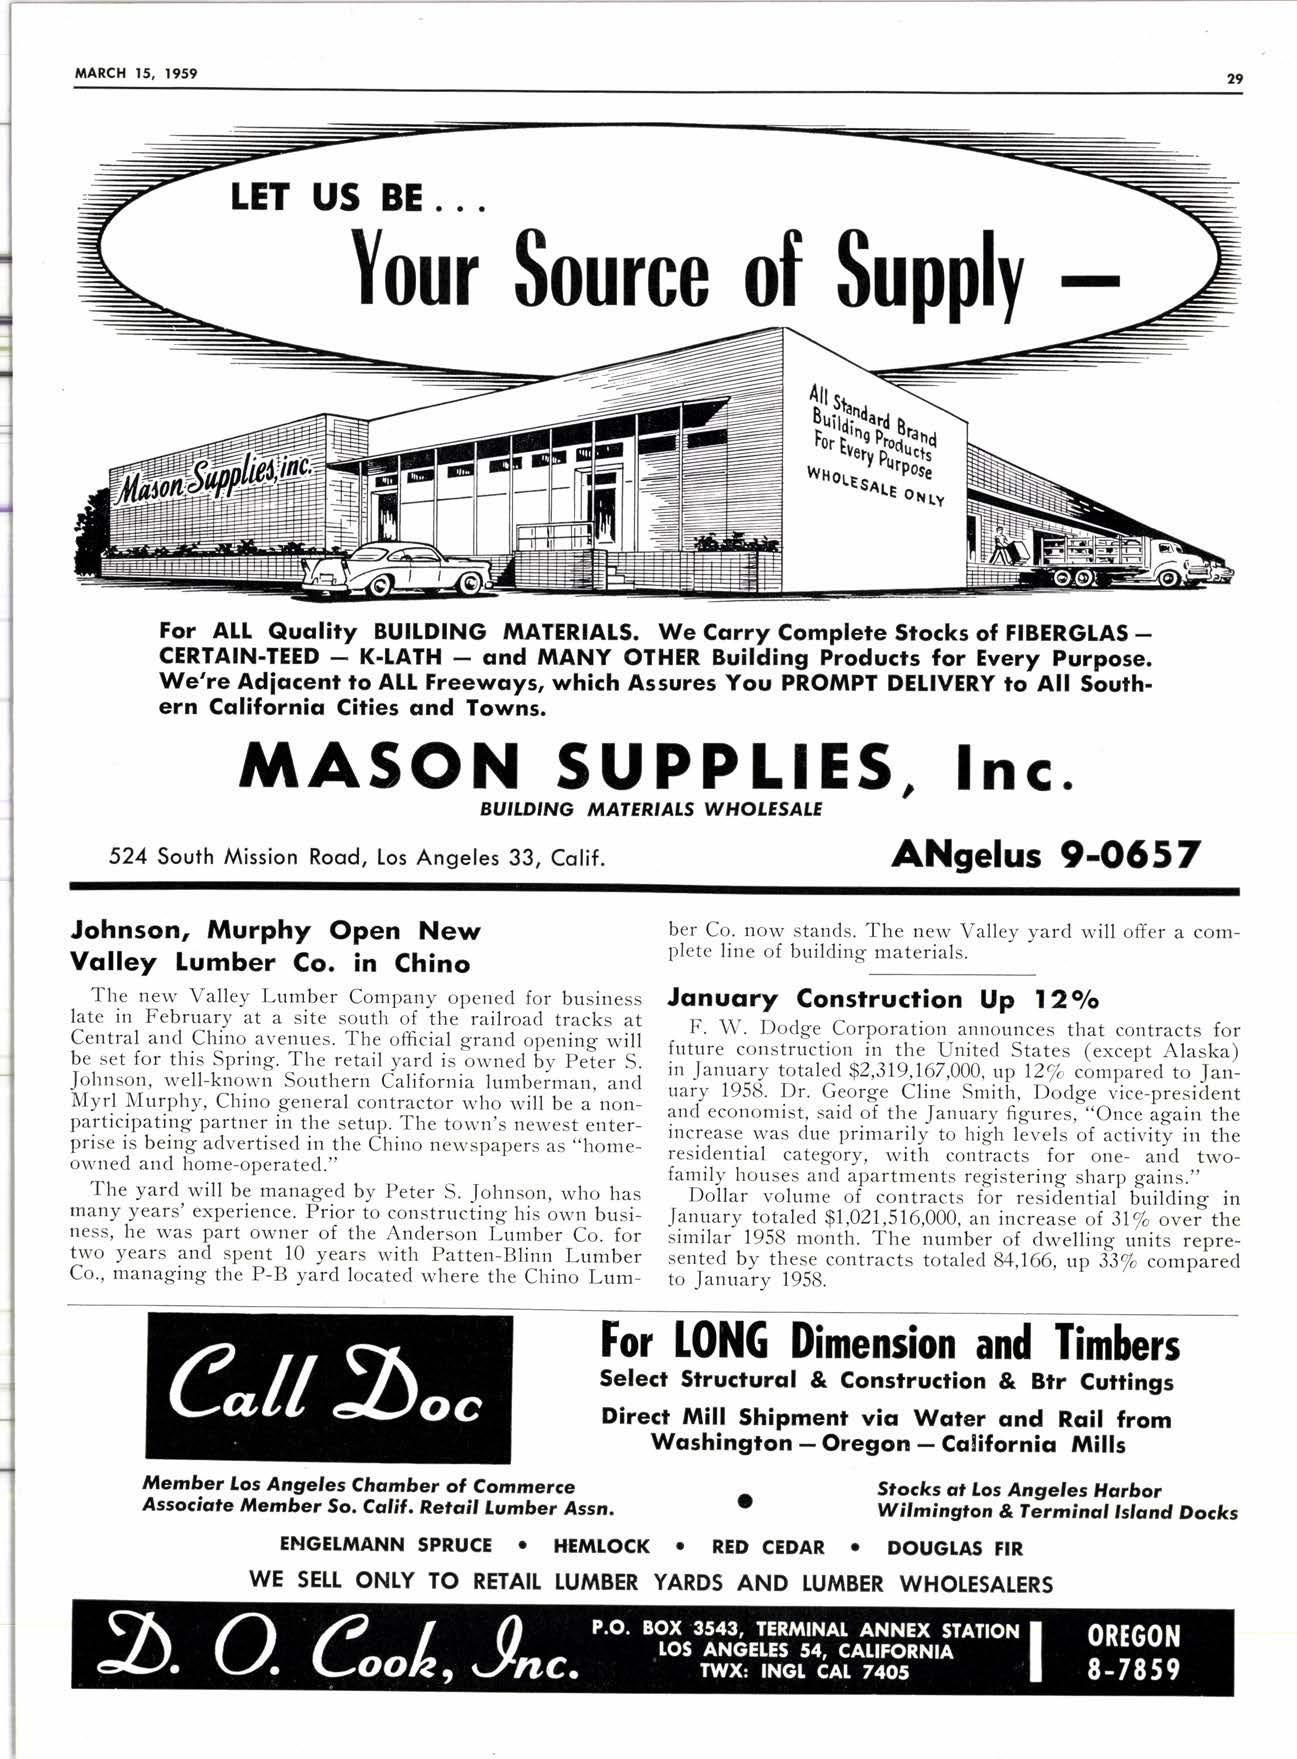 MARCH 15, 1959
29
LET US BE...
Your Source of Supply —
Mason Supplies, inc.
All Standard Brand
Building Products
For Every Purpose
WHOLESALE ONLY
For ALL Quality BUILDING MATERIALS. We Carry Complete Stocks of FIBERGLAS —
CERTAIN-TEED — K-LATH — and MANY OTHER Building Products for Every Purpose.
We're Adjacent to ALL Freeways, which Assures You PROMPT DELIVERY to All South-
ern California Cities and Towns.
MASON SUPPLIES, Inc.
BUILDING MATERIALS WHOLESALE
524 South Mission Road, Los Angeles 33, Calif.
ANgelus 9-0657
Johnson, Murphy Open New
Valley Lumber Co. in Chino
The new Valley Lumber Company opened for business
late in February at a site south of the railroad tracks at
Central and Chino avenues. The official grand opening will
be set for this Spring. The retail yard is owned by Peter S.
Johnson, well-known Southern California lumberman, and
Myrl Murphy, Chino general contractor who will be a non-
participating partner in the setup. The town's newest enter-
prise is being advertised in the Chino newspapers as "home-
owned and home-operated."
The yard will be managed by Peter S. Johnson, who has
many years' experience. Prior to constructing his own busi-
ness, he was part owner of the Anderson Lumber Co. for
two years and spent 10 years with Patten-Blinn Lumber
Co., managing the P-B yard located where the Chino Lum-
ber Co. now stands. The new Valley yard will offer a com-
plete line of building materials.
January Construction Up 12%
F. W. Dodge Corporation announces that contracts for
future construction in the United States (except Alaska)
in January totaled $2,319,167,000, up 12% compared to Jan-
uary 1958. Dr. George Cline Smith, Dodge vice-president
and economist, said of the January figures, "Once again the
increase was due primarily to high levels of activity in the
residential category, with contracts for one- and two-
family houses and apartments registering sharp gains."
Dollar volume of contracts for residential building in
January totaled $1,021,516,000, an increase of 31% over the
similar 1958 month. The number of dwelling units repre-
sented by these contracts totaled 84,166, up 33% compared
to January 1958.
Call Doc
For LONG Dimension and Timbers
Select Structural & Construction & Btr Cuttings
Direct Mill Shipment via Water and Rail from
Washington — Oregon — California Mills
Member Los Angeles Chamber of Commerce
Associate Member So. Calif. Retail Lumber Assn.
•
Stocks at Los Angeles Harbor
Wilmington & Terminal Island Docks
ENGELMANN SPRUCE • HEMLOCK • RED CEDAR • DOUGLAS FIR
WE SELL ONLY TO RETAIL LUMBER YARDS AND LUMBER WHOLESALERS
D. O. Cook, Inc.
P.O. BOX 3543, TERMINAL ANNEX STATION
LOS ANGELES 54, CALIFORNIA
TWX: INGL CAL 7405
OREGON
8-7859